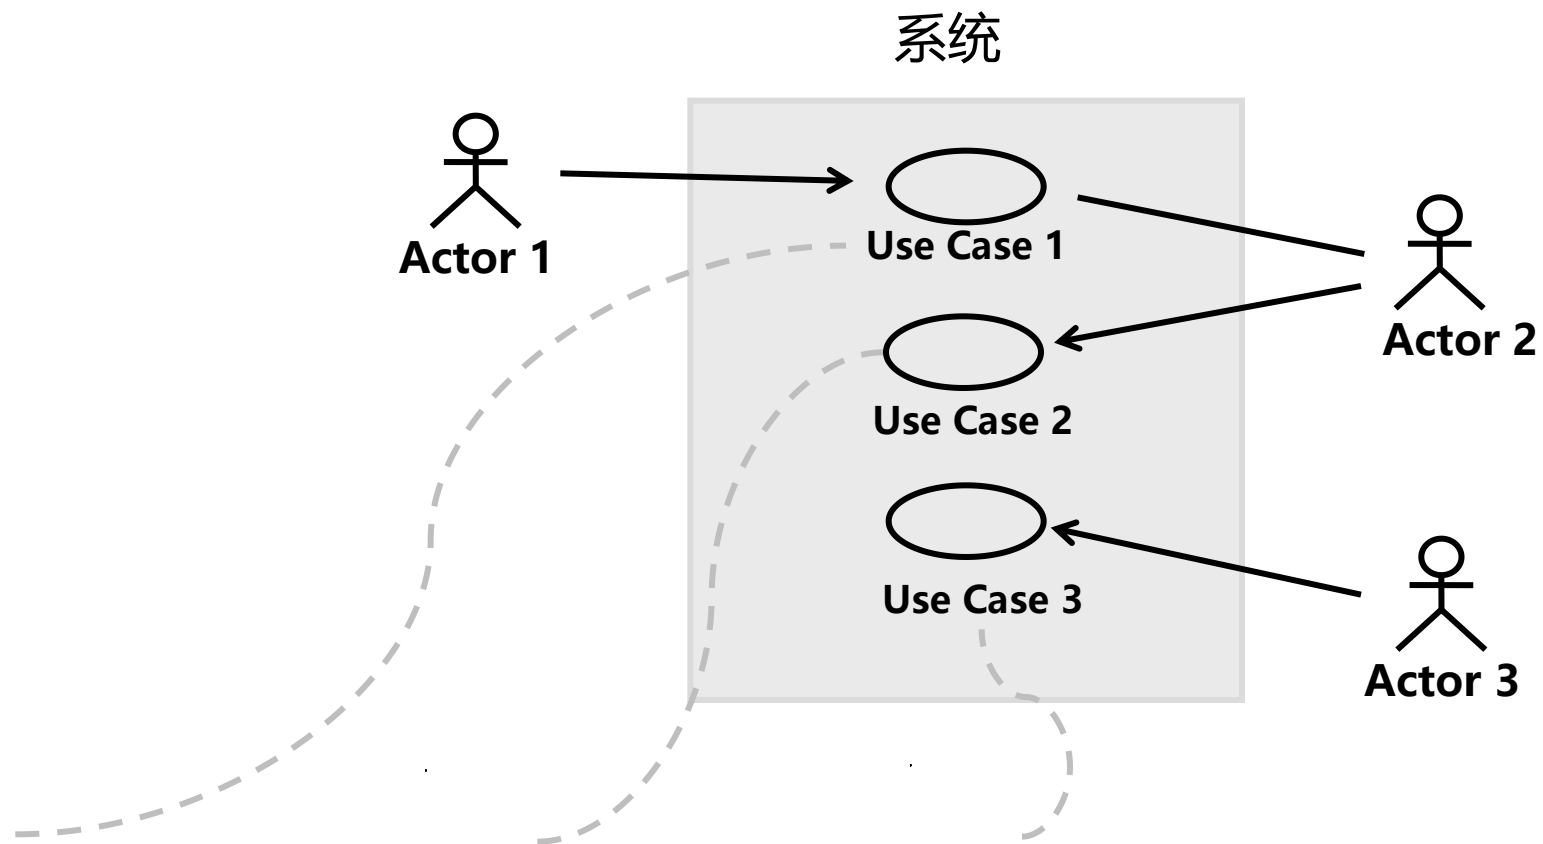 系统
Actor 1
Use Case 1
Actor 2
Use Case 2
Use Case 3
Actor 3